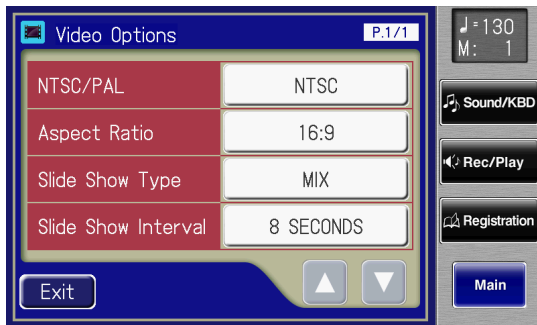 Video Options P.1/1
NTSC/PAL NTSC
Aspect Ratio 16:9
Slide Show Type MIX
Slide Show Interval 8 SECONDS
Exit
♩=130
M: 1
Sound/KBD
Rec/Play
Registration
Main